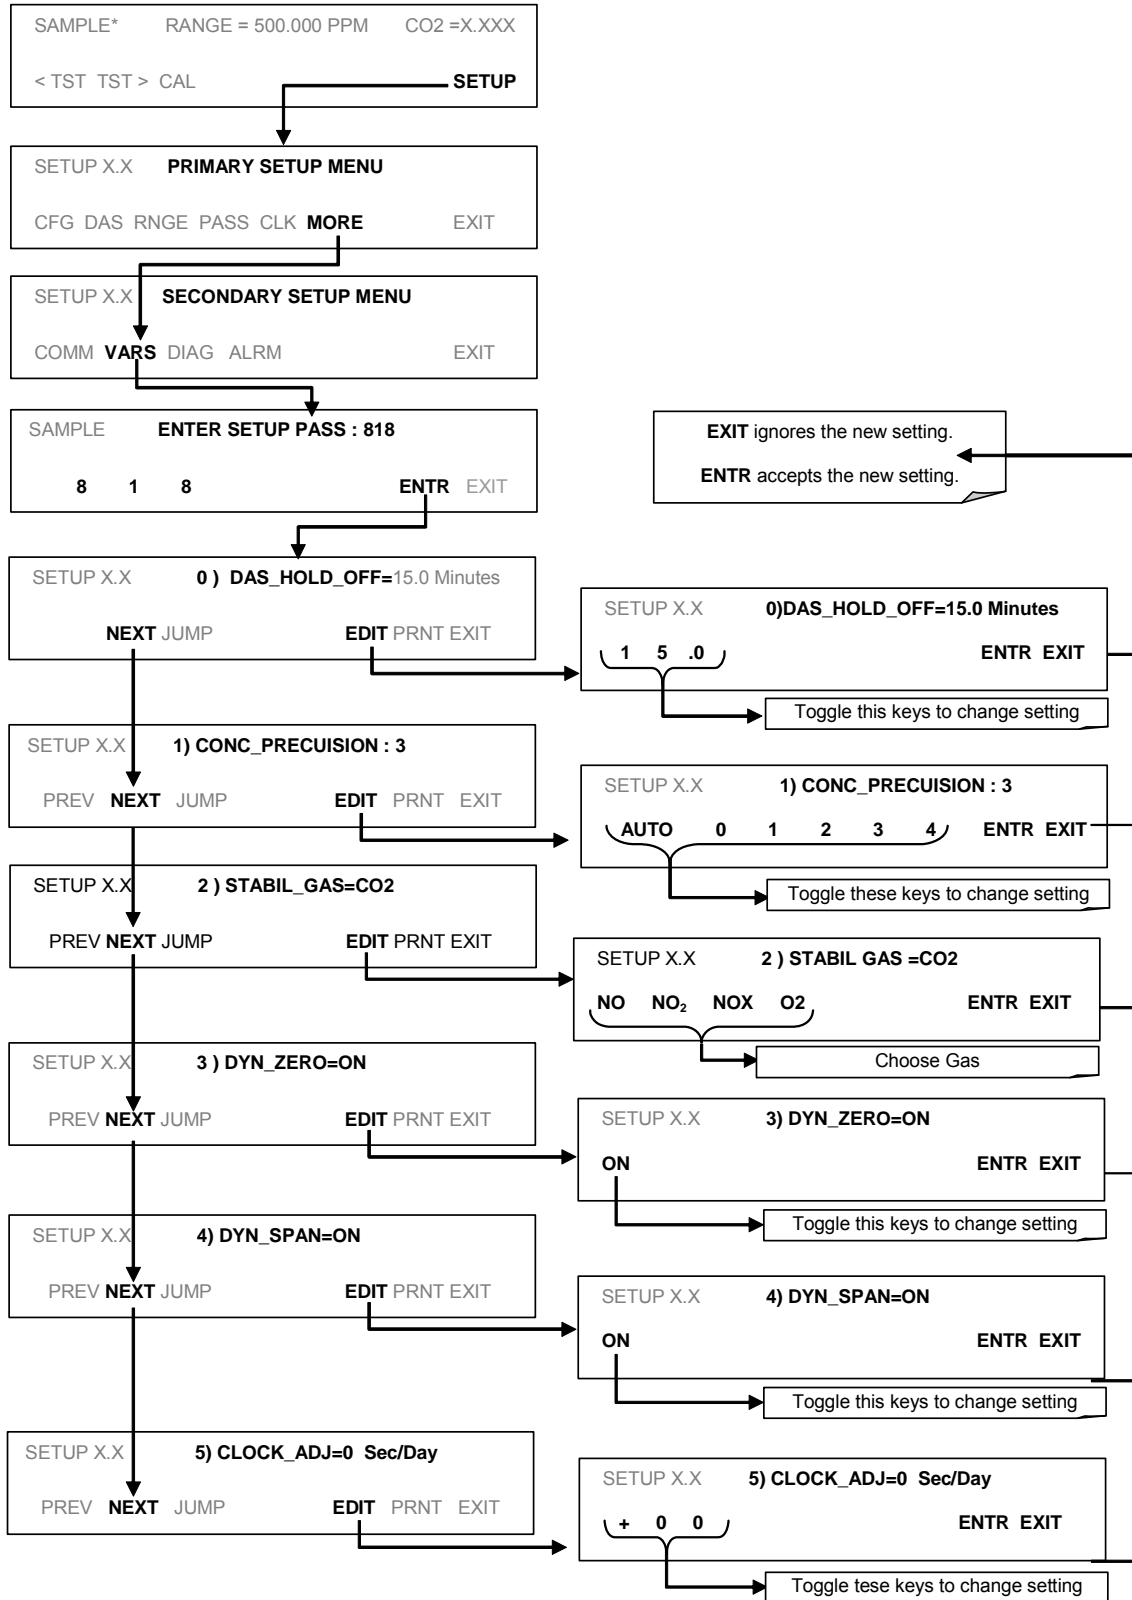 SAMPLE* RANGE = 500.000 PPM CO2 =X.XXX
< TST TST > CAL SETUP
SETUP X.X PRIMARY SETUP MENU
CFG DAS RNGE PASS CLK MORE EXIT
SETUP X.X SECONDARY SETUP MENU
COMM VARS DIAG ALRM EXIT
SAMPLE ENTER SETUP PASS : 818
8 1 8 ENTR EXIT
EXIT ignores the new setting.
ENTR accepts the new setting.
SETUP X.X 0 ) DAS_HOLD_OFF=15.0 Minutes
NEXT JUMP EDIT PRNT EXIT
SETUP X.X 0)DAS_HOLD_OFF=15.0 Minutes
1 5 .0 ENTR EXIT
Toggle this keys to change setting
SETUP X.X 1) CONC_PRECUISION : 3
PREV NEXT JUMP EDIT PRNT EXIT
SETUP X.X 1) CONC_PRECUISION : 3
AUTO 0 1 2 3 4 ENTR EXIT
Toggle these keys to change setting
SETUP X.X 2 ) STABIL_GAS=CO2
PREV NEXT JUMP EDIT PRNT EXIT
SETUP X.X 2 ) STABIL GAS =CO2
NO NO₂ NOX O2 ENTR EXIT
Choose Gas
SETUP X.X 3 ) DYN_ZERO=ON
PREV NEXT JUMP EDIT PRNT EXIT
SETUP X.X 3) DYN_ZERO=ON
ON ENTR EXIT
Toggle this keys to change setting
SETUP X.X 4) DYN_SPAN=ON
PREV NEXT JUMP EDIT PRNT EXIT
SETUP X.X 4) DYN_SPAN=ON
ON ENTR EXIT
Toggle this keys to change setting
SETUP X.X 5) CLOCK_ADJ=0 Sec/Day
PREV NEXT JUMP EDIT PRNT EXIT
SETUP X.X 5) CLOCK_ADJ=0 Sec/Day
+ 0 0 ENTR EXIT
Toggle tese keys to change setting